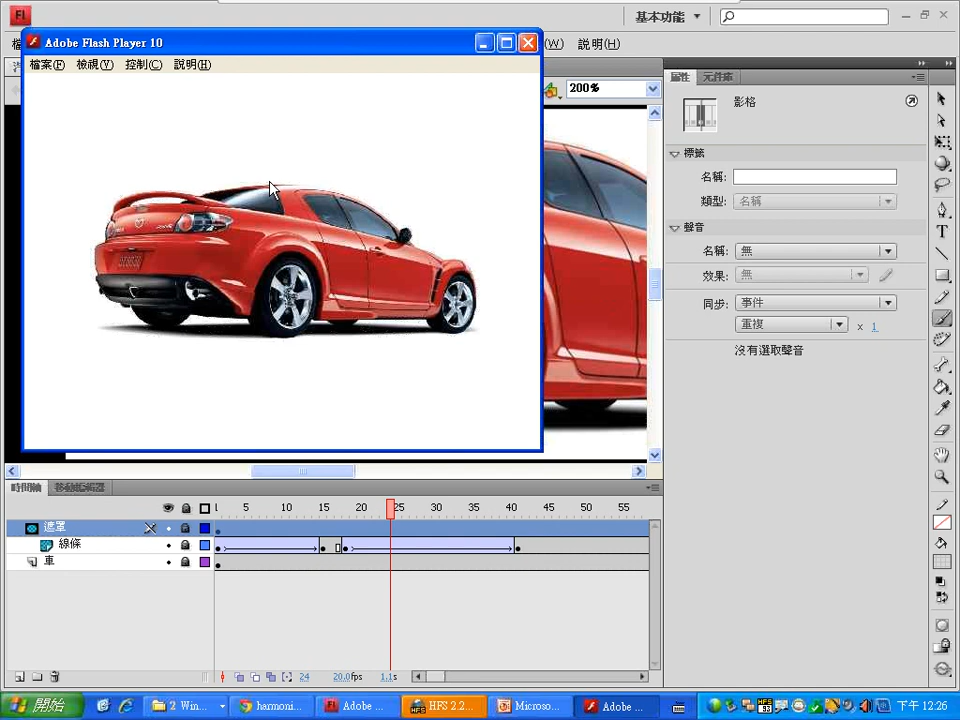 Fl
基本功能
Adobe Flash Player 10
(W) 說明(H)
檔案(F) 檢視(V) 控制(C) 說明(H)
200%
屬性 元件庫
影格
標籤
名稱:
類型: 名稱
聲音
名稱: 無
效果: 無
同步: 事件
重複 x 1
沒有選取聲音
時間軸 移動編輯器
1 5 10 15 20 25 30 35 40 45 50 55
遮罩
線條
車
24 20.0fps 1.1s
開始 2 Win... harmoni... Adobe ... HFS 2.2... Microso... Adobe ... 下午 12:26